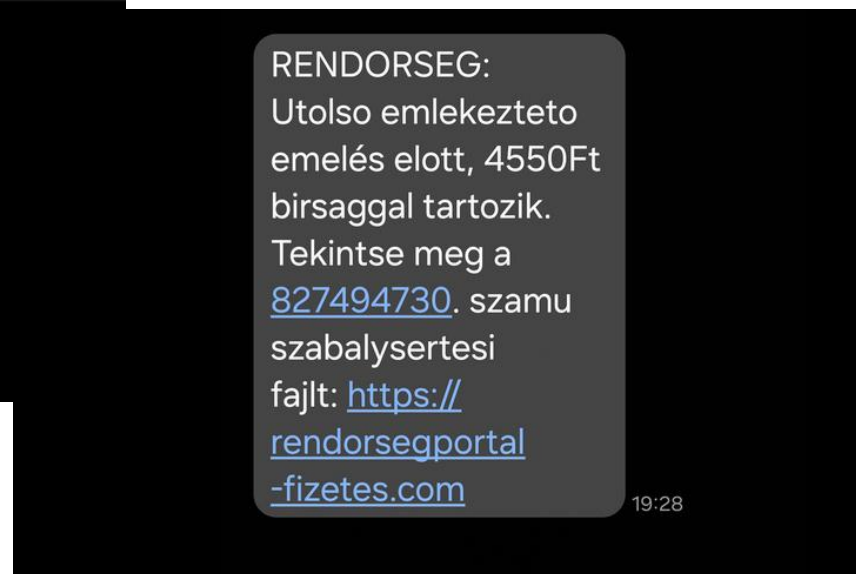 RENDORSEG:
Utolso emlekezteto
emelés elott, 4550Ft
birsaggal tartozik.
Tekintse meg a
827494730. szamu
szabalysertesi
fajlt: https://
rendorsegportal
-fizetes.com
19:28